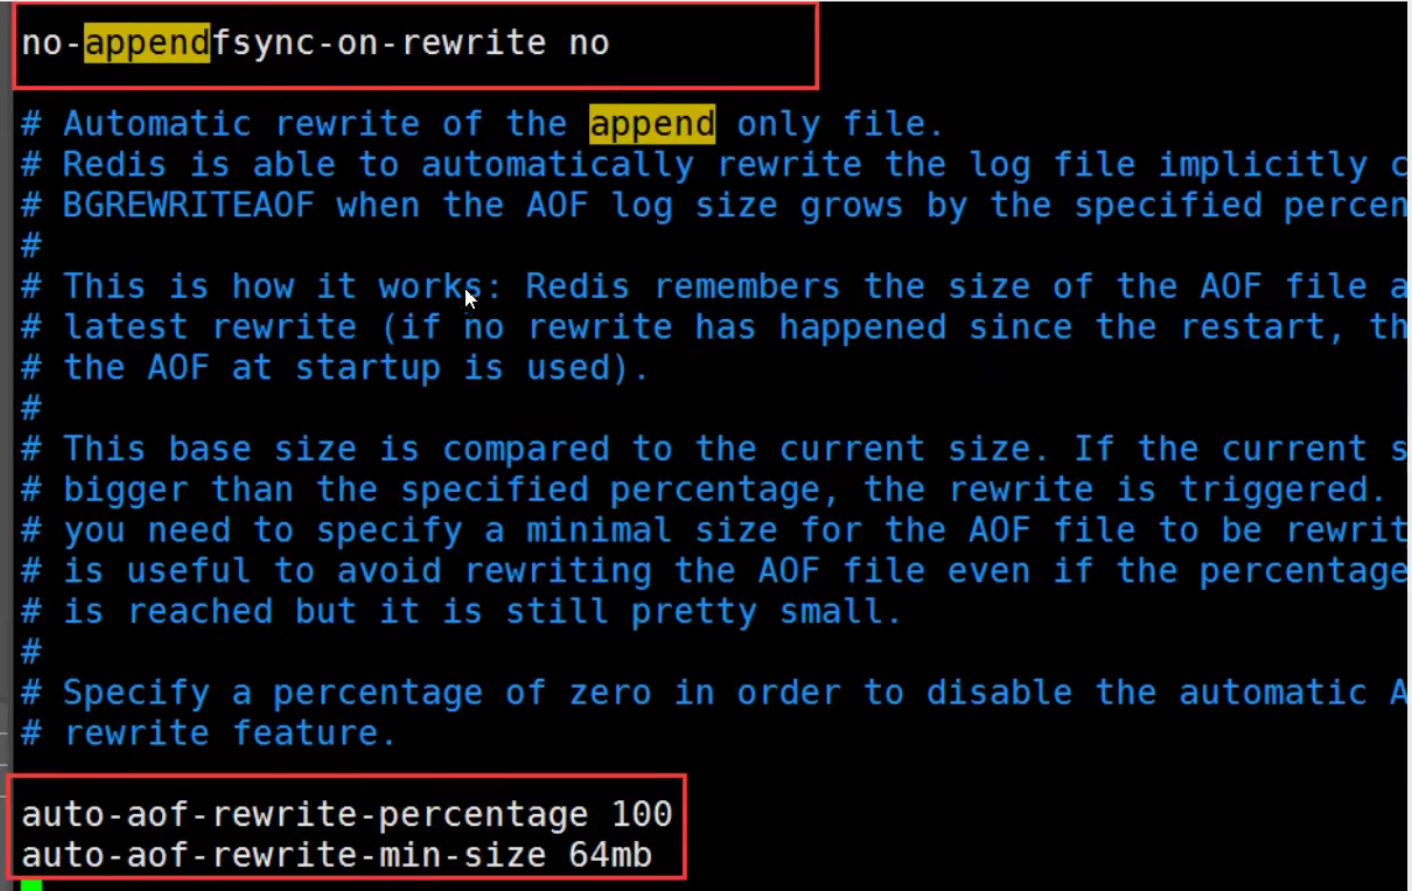 no-appendfsync-on-rewrite no
# Automatic rewrite of the append only file.
# Redis is able to automatically rewrite the log file implicitly
# BGREWRITEAOF when the AOF log size grows by the specified
#
# This is how it works: Redis remembers the size of the AOF file
# latest rewrite (if no rewrite has happened since the restart,
# the AOF at startup is used).
#
# This base size is compared to the current size. If the current
# bigger than the specified percentage, the rewrite is triggered.
# you need to specify a minimal size for the AOF file to be
# is useful to avoid rewriting the AOF file even if the percentage
# is reached but it is still pretty small.
#
# Specify a percentage of zero in order to disable the automatic
# rewrite feature.
auto-aof-rewrite-percentage 100
auto-aof-rewrite-min-size 64mb